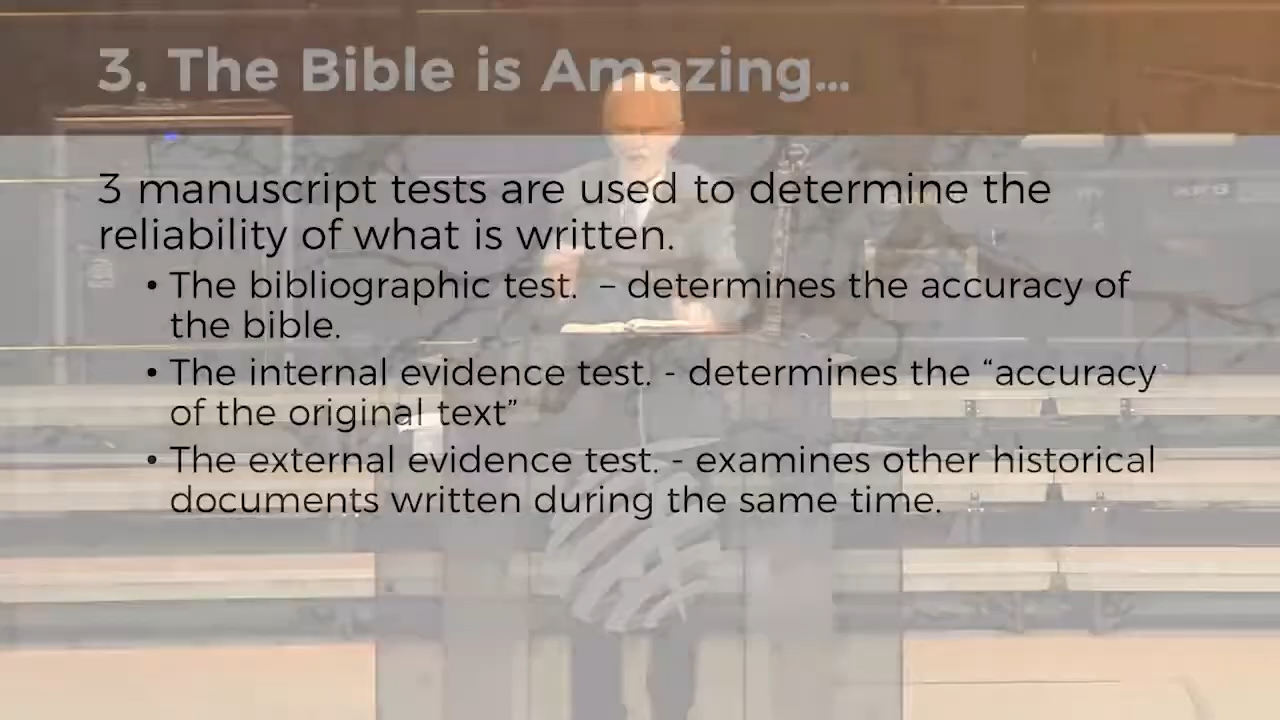 3. The Bible is Amazing...
3 manuscript tests are used to determine the
reliability of what is written.
• The bibliographic test. – determines the accuracy of
the bible.
• The internal evidence test. - determines the “accuracy
of the original text”
• The external evidence test. - examines other historical
documents written during the same time.